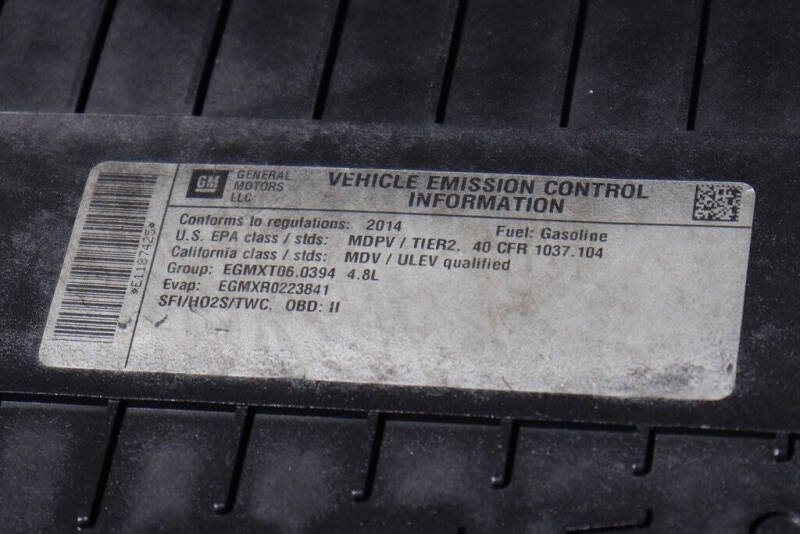 GM
GENERAL
MOTORS
LLC
VEHICLE EMISSION CONTROL
INFORMATION
Conforms to regulations: 2014 Fuel: Gasoline
U.S. EPA class / stds: MDPV / TIER2, 40 CFR 1037.104
California class / stds: MDV / ULEV qualified
Group: EGMXT06.0394 4.8L
Evap: EGMXR0223841
SFI/HO2S/TWC, OBD: II
*E1187425*